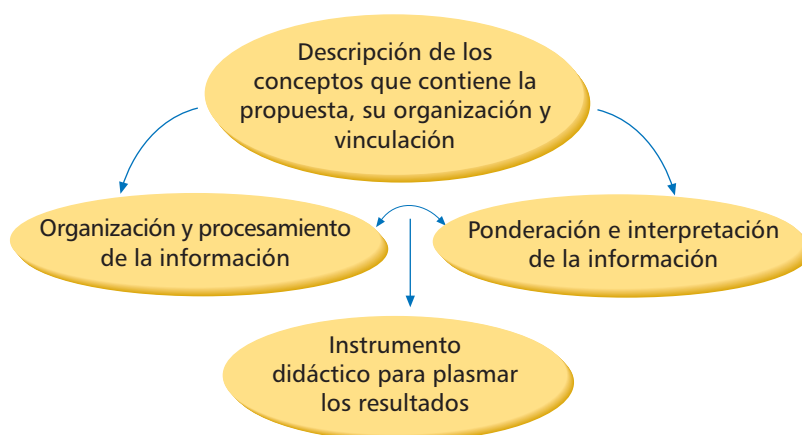 Descripción de los
conceptos que contiene la
propuesta, su organización y
vinculación
Organización y procesamiento
de la información
Ponderación e interpretación
de la información
Instrumento
didáctico para plasmar
los resultados